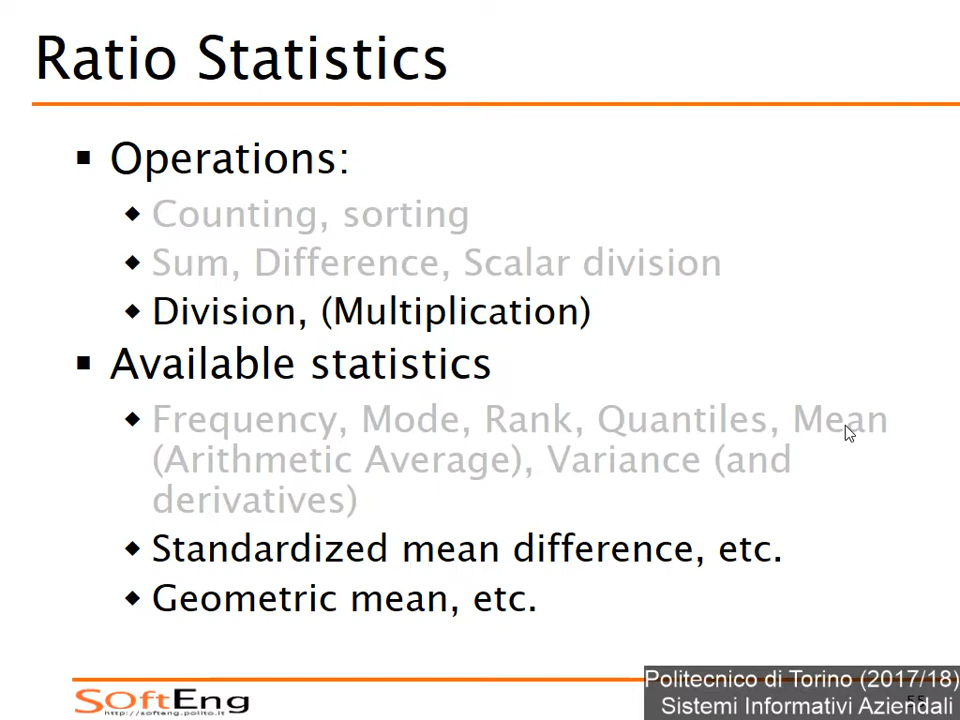 Ratio Statistics
Operations:
Counting, sorting
Sum, Difference, Scalar division
Division, (Multiplication)
Available statistics
Frequency, Mode, Rank, Quantiles, Mean
(Arithmetic Average), Variance (and
derivatives)
Standardized mean difference, etc.
Geometric mean, etc.
SOftEng
http://softeng.polito.it
Politecnico di Torino (2017/18)
Sistemi Informativi Aziendali